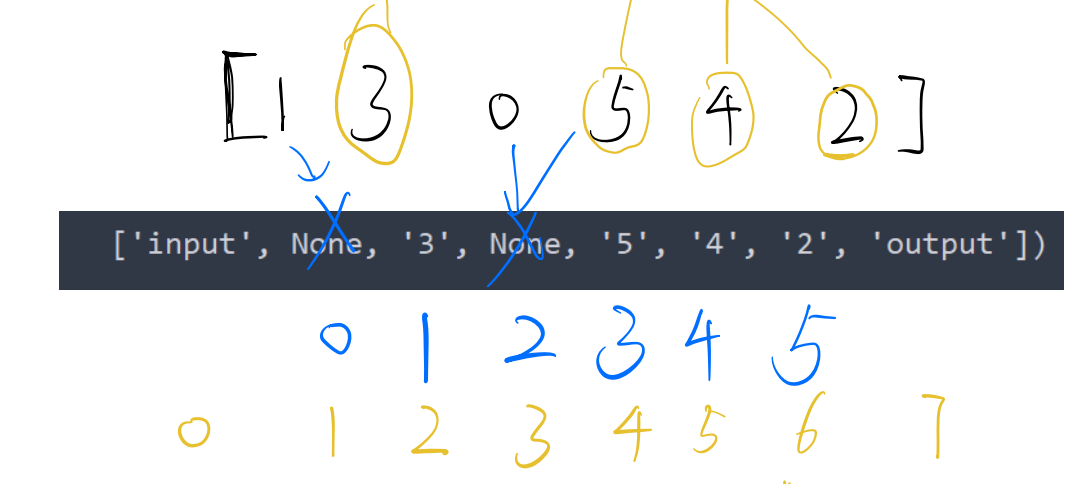 [1 3 0 5 4 2]
['input', None, '3', None, '5', '4', '2', 'output'])
0 1 2 3 4 5
0 1 2 3 4 5 6 7